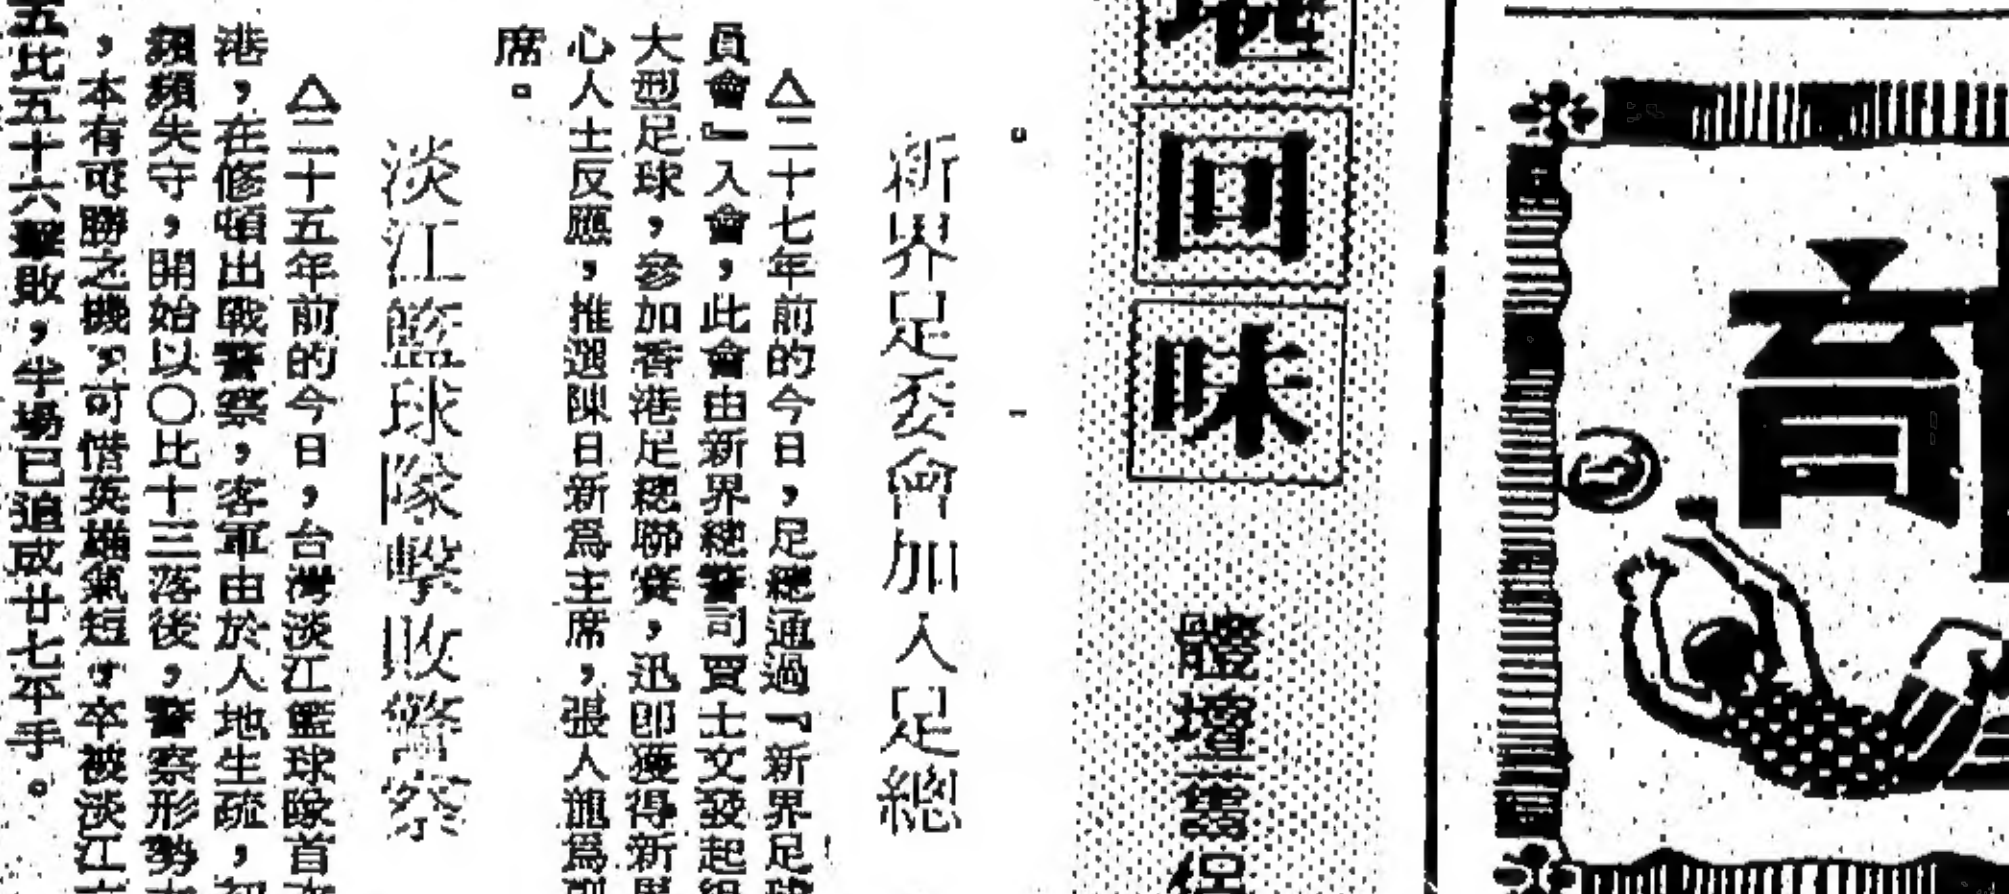 育
堪回味
體壇舊侶
新界足委會加入足總
△二十七年前的今日，足總通過『新界足球
員會』入會，此會由新界總警司賈士文發起組
大型足球，參加香港足總聯賽，迅即獲得新界
心人士反應，推選陳日新爲主席，張人龍爲副
席。
淡江籃球隊擊敗警察
△二十五年前的今日，台灣淡江籃球隊首次
港，在修頓出戰警察，客軍由於人地生疏，初
頻頻失守，開始以〇比十三落後，警察形勢大
，本有可勝之機，可惜英雄氣短，卒被淡江
五比五十六擊敗，半場已追成廿七平手。